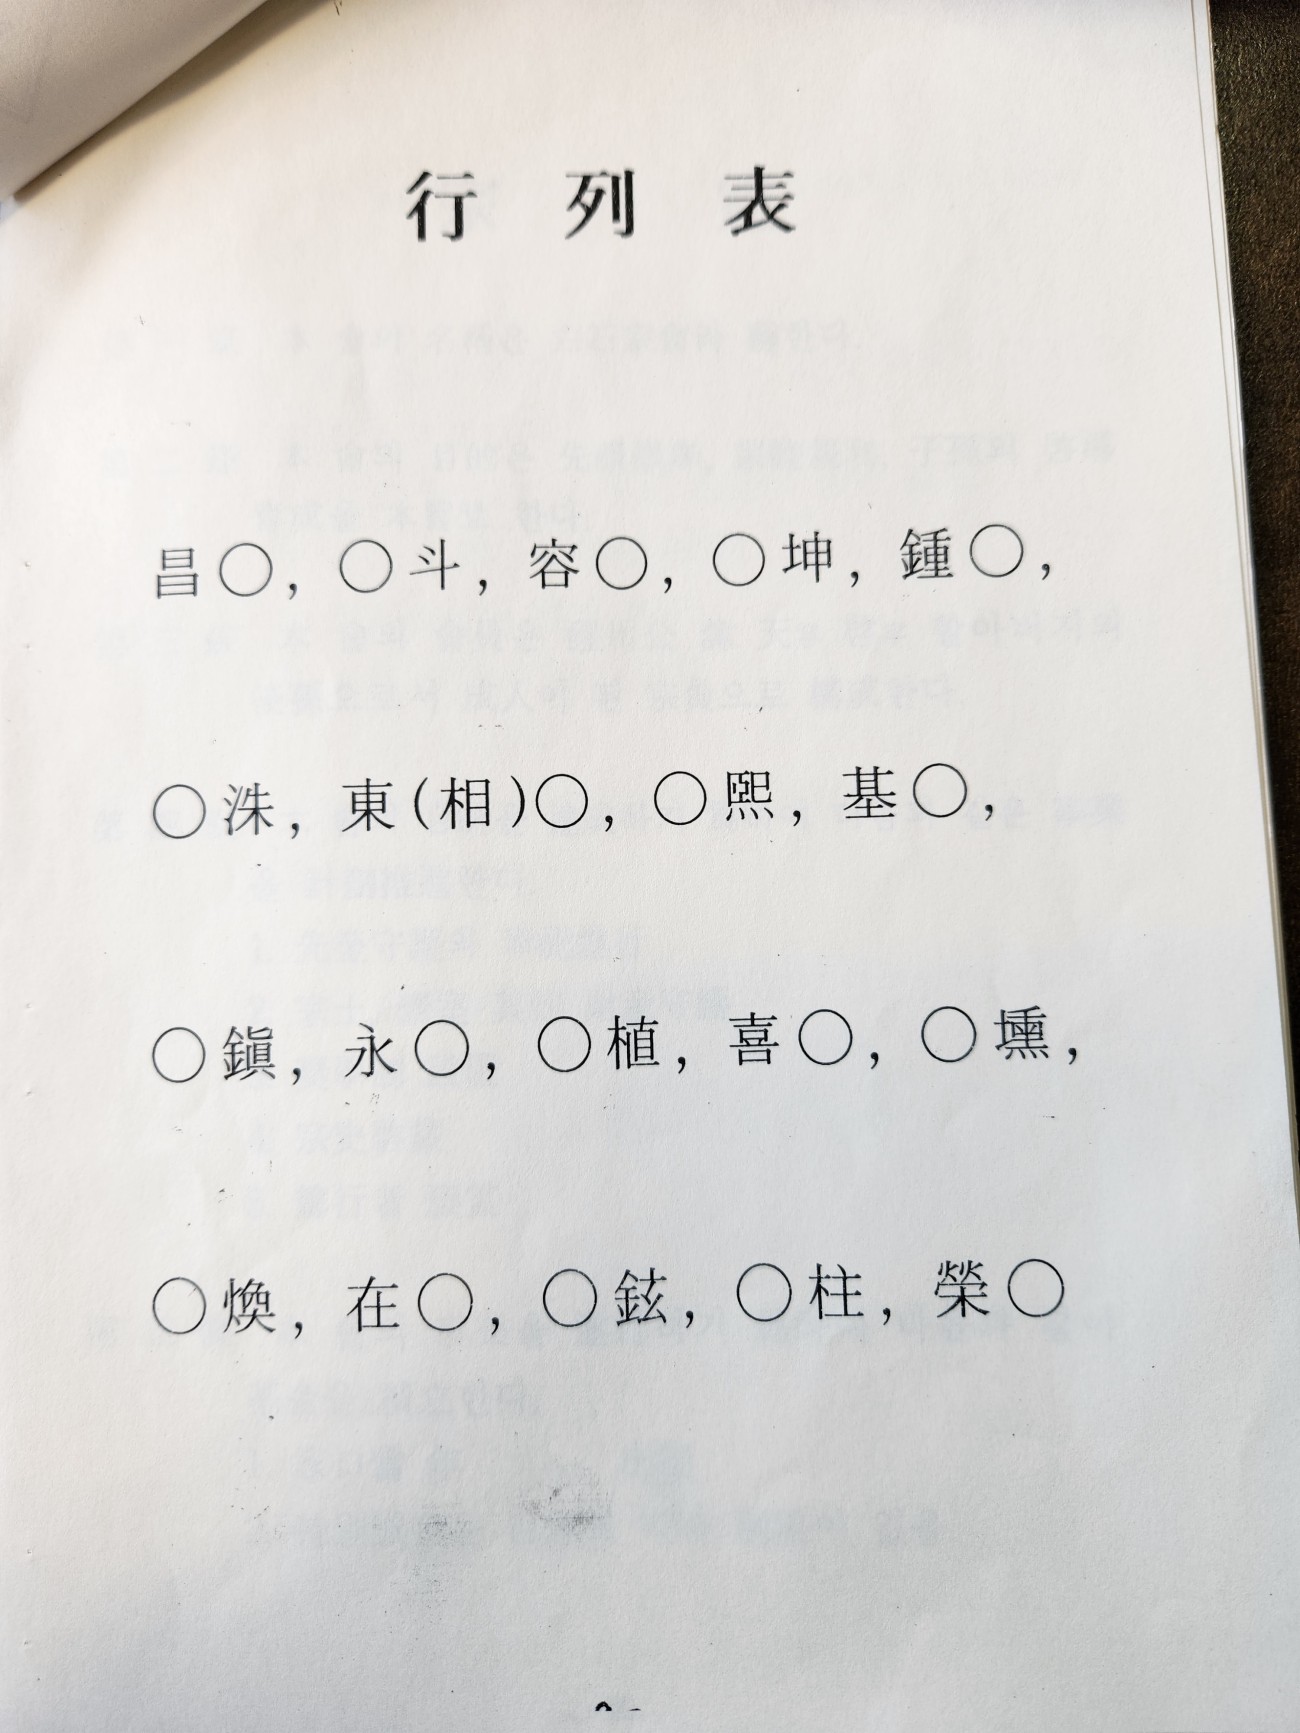 行 列 表
昌○, ○斗, 容○, ○坤, 鍾○,
○洙, 東(相)○, ○熙, 基○,
○鎭, 永○, ○植, 喜○, ○壎,
○煥, 在○, ○鉉, ○柱, 榮○